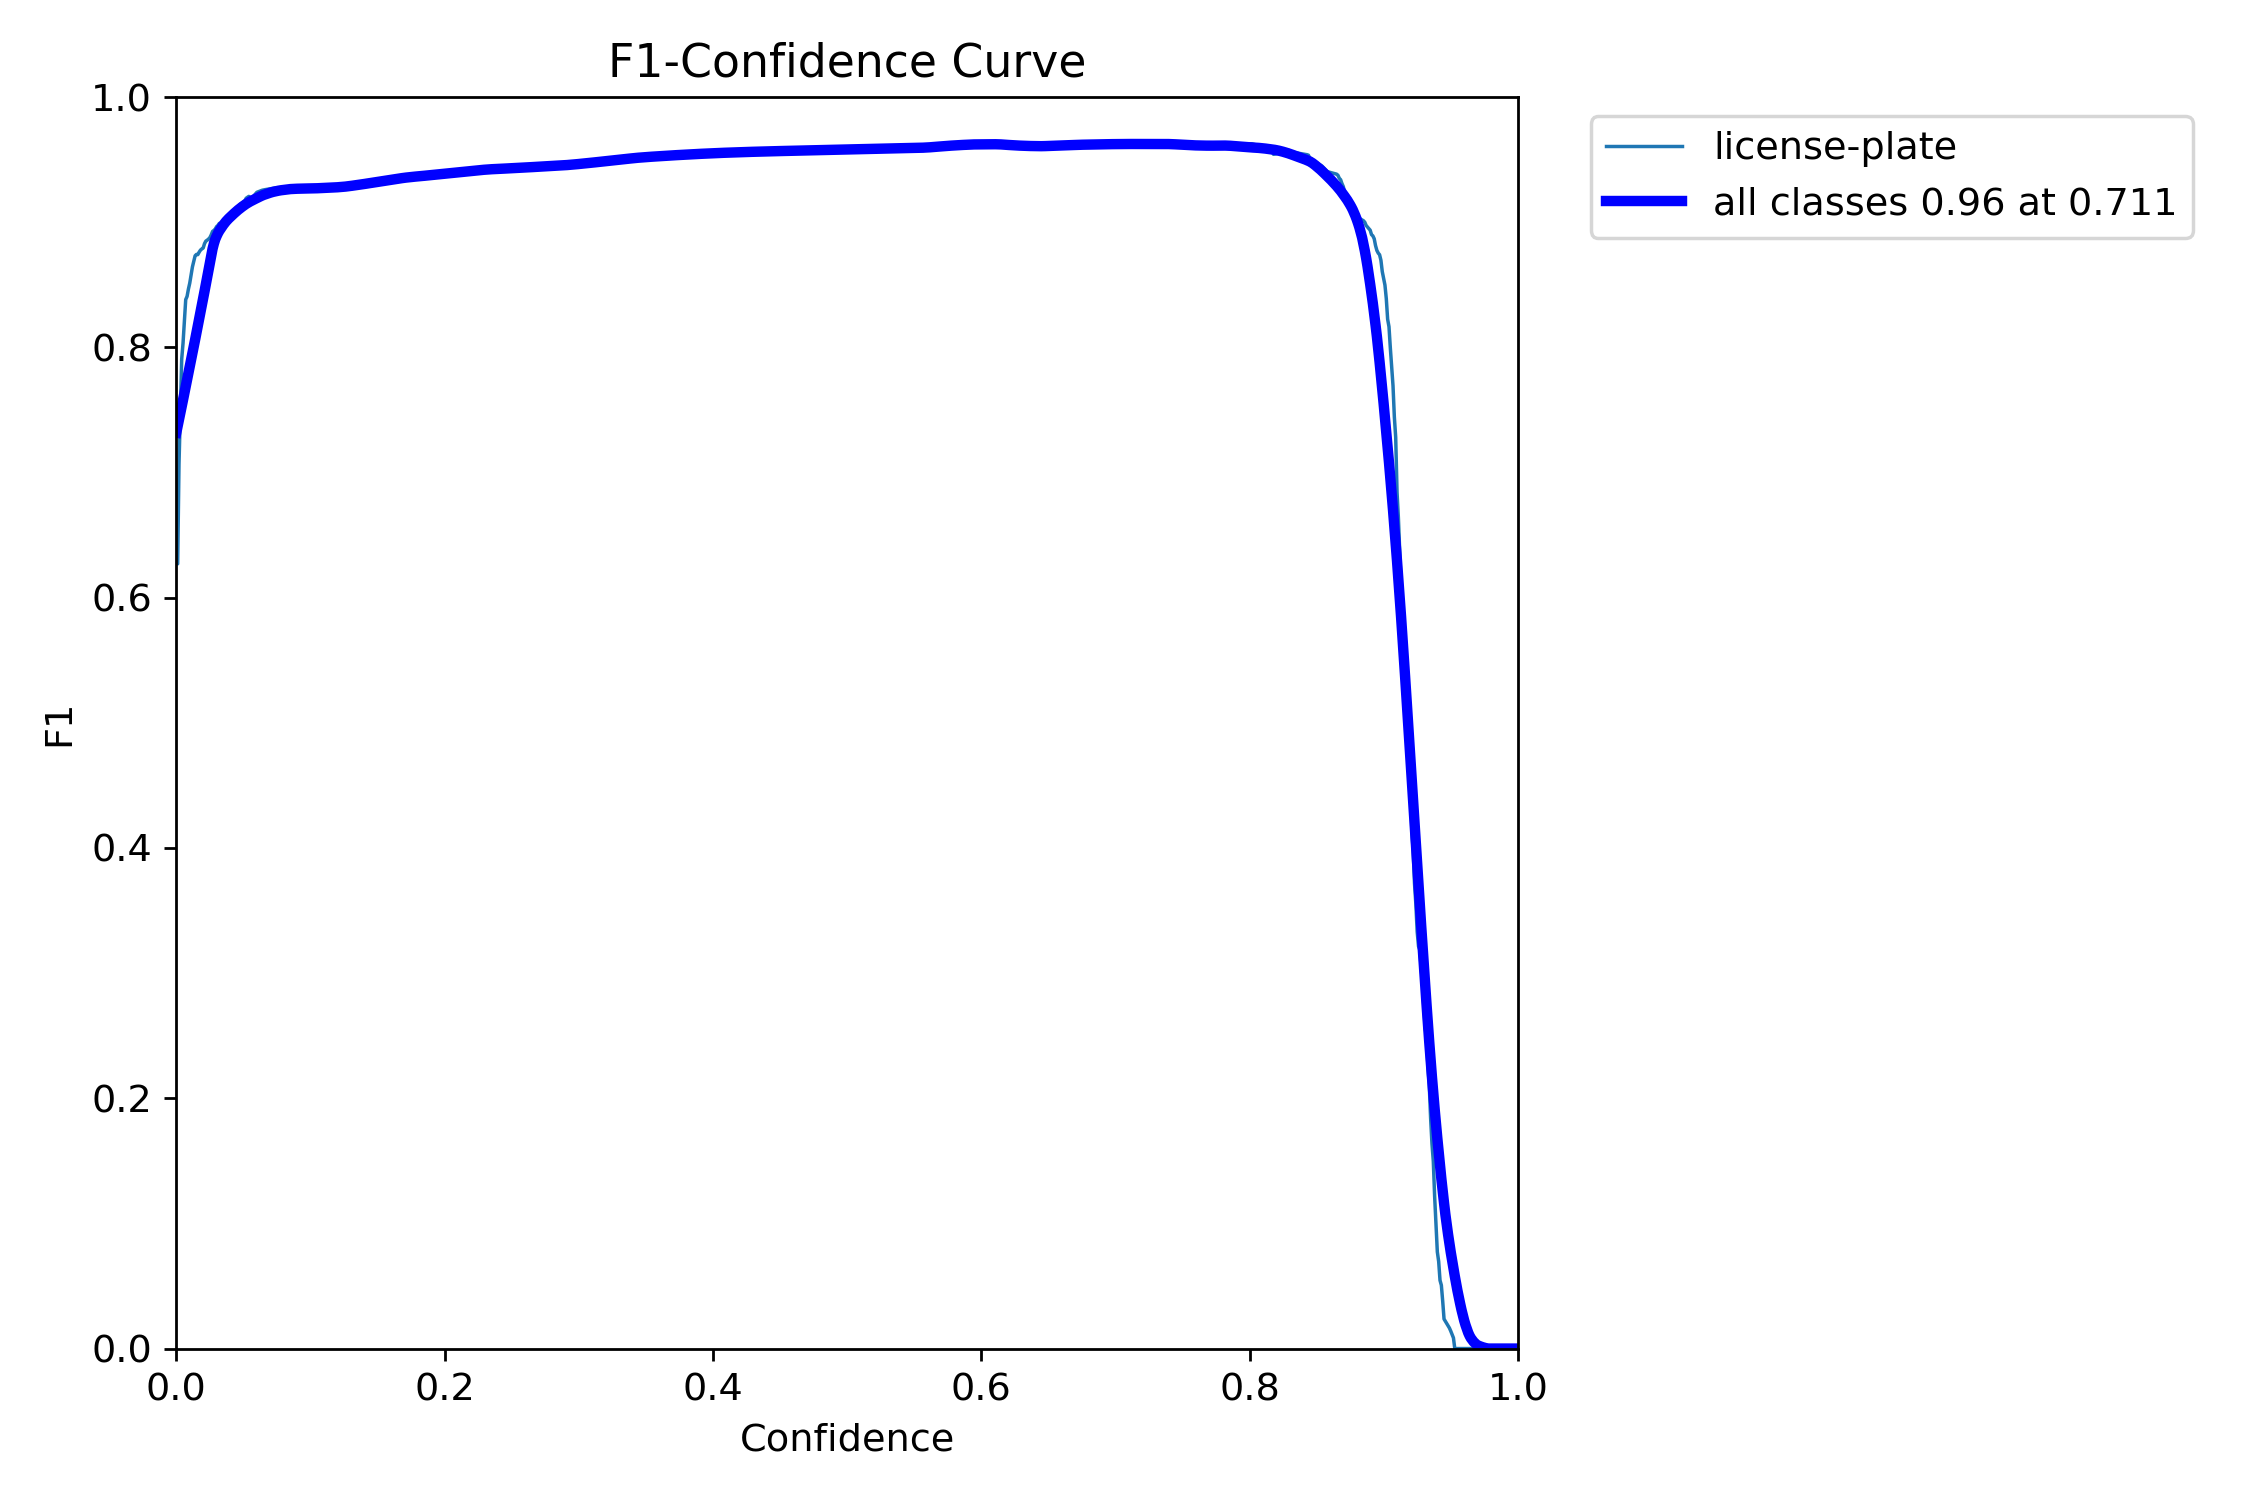 F1-Confidence Curve
1.0
0.8
0.6
0.4
0.2
0.0
F1
0.0 0.2 0.4 0.6 0.8 1.0
Confidence
license-plate
all classes 0.96 at 0.711